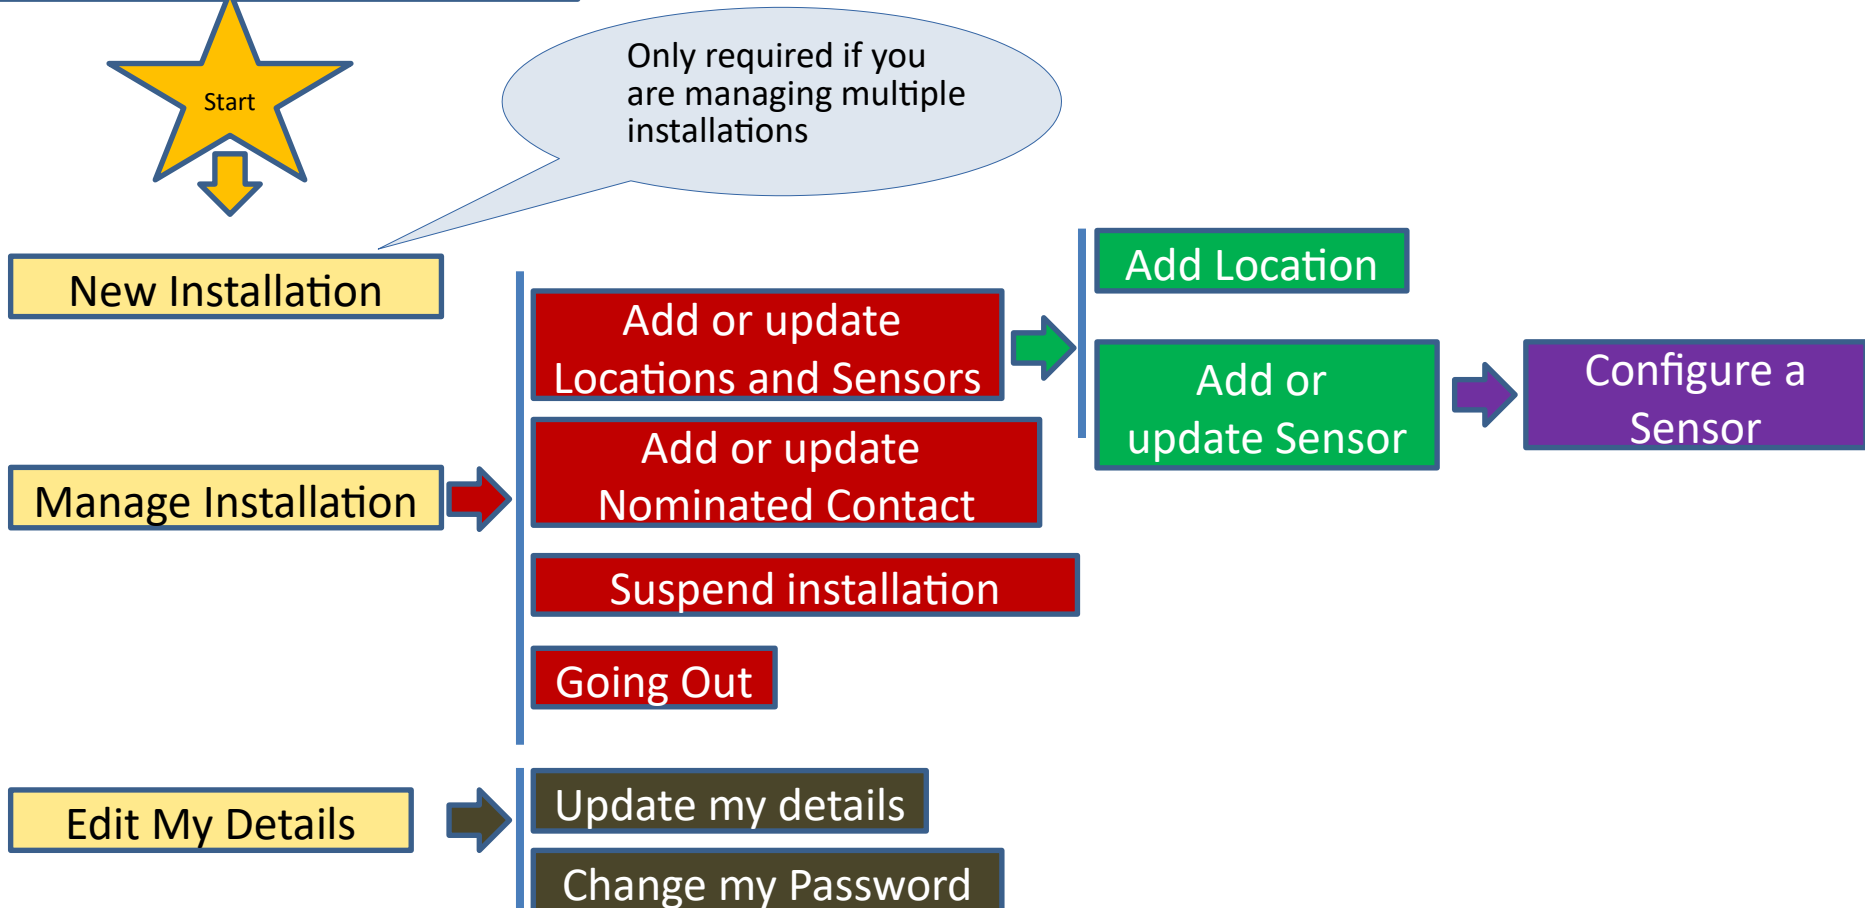 Start
Only required if you
are managing multiple
installations
New Installation
Manage Installation
Edit My Details
Add or update
Locations and Sensors
Add or update
Nominated Contact
Suspend installation
Going Out
Add Location
Add or
update Sensor
Configure a
Sensor
Update my details
Change my Password